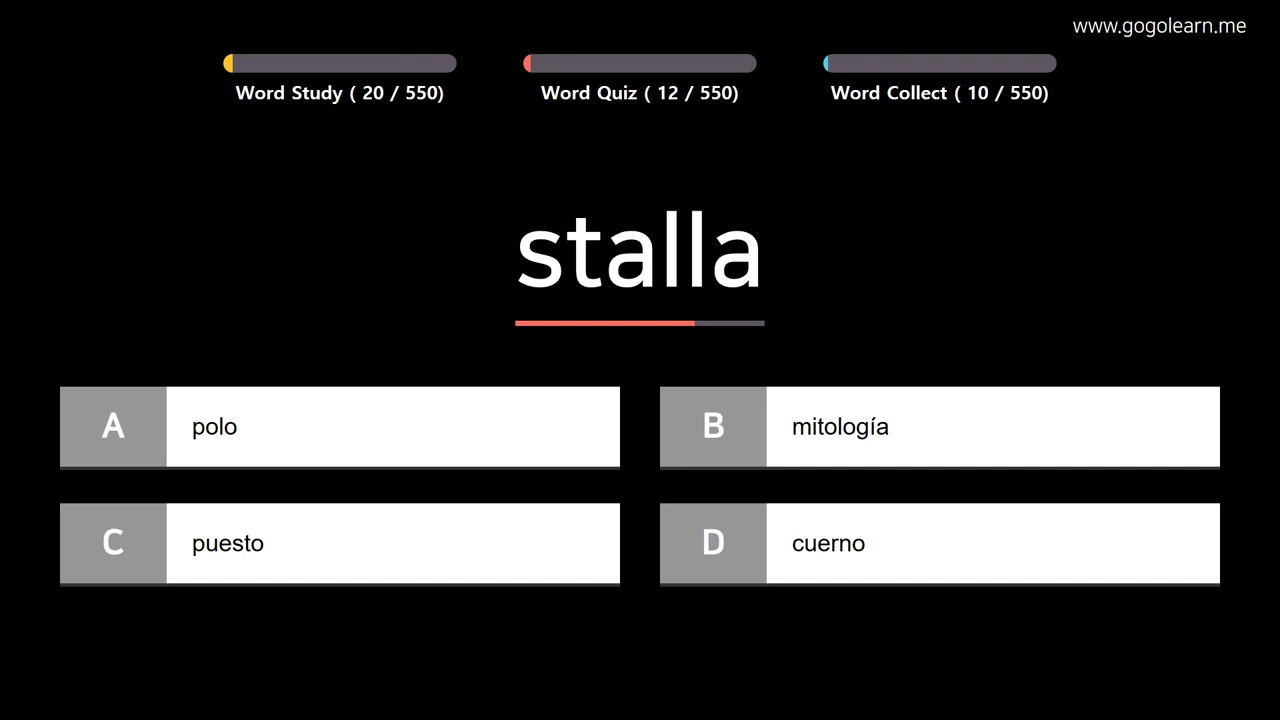 www.gogolearn.me
Word Study ( 20 / 550)
Word Quiz ( 12 / 550)
Word Collect ( 10 / 550)
stalla
A polo
B mitología
C puesto
D cuerno